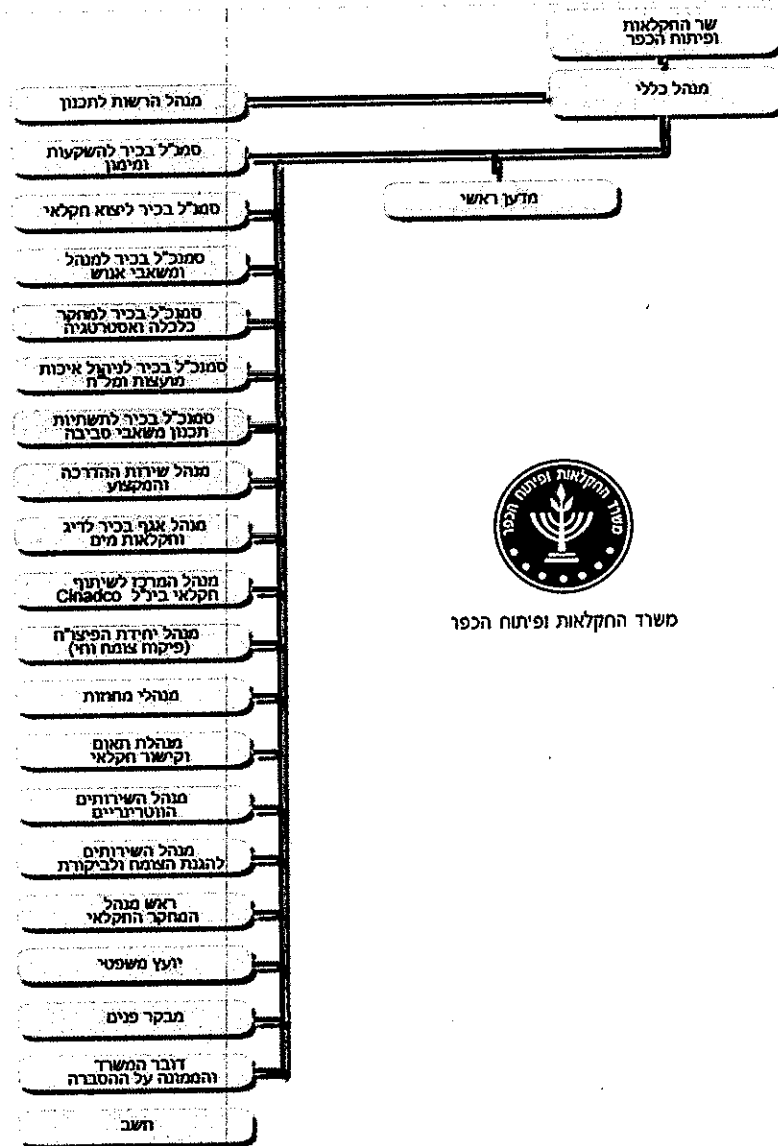 שר החקלאות
ופיתוח הכפר
מנהל כללי
מנהל הרשות לתכנון
סמנכ"ל בכיר להשקעות
ומימון
מדען ראשי
סמנ"ל בכיר ליצוא חקלאי
סמנכ"ל בכיר למנהל
ומשאבי אנוש
סמנכ"ל בכיר למחקר
כלכלה ואסטרטגיה
סמנכ"ל בכיר לניהול איכות
מועצות ומל"ח
סמנכ"ל בכיר לתשתיות
תכנון משאבי סביבה
מנהל שירות ההדרכה
והמקצוע
מנהל אגף בכיר לדיג
וחקלאות מים
מנהל המרכז לשיתוף
חקלאי בינ"ל Cinadco
מנהל יחידת הפיצו"ח
(פיקוח צומח וחי)
מנהלי מחוזות
מנהלת תאום
וקישור חקלאי
מנהל השירותים
הווטרינריים
מנהל השירותים
להגנת הצומח ולביקורת
ראש מנהל
המחקר החקלאי
יועץ משפטי
מבקר פנים
דובר המשרד
והממונה על ההסברה
חשב
משרד החקלאות ופיתוח הכפר
משרד החקלאות ופיתוח הכפר